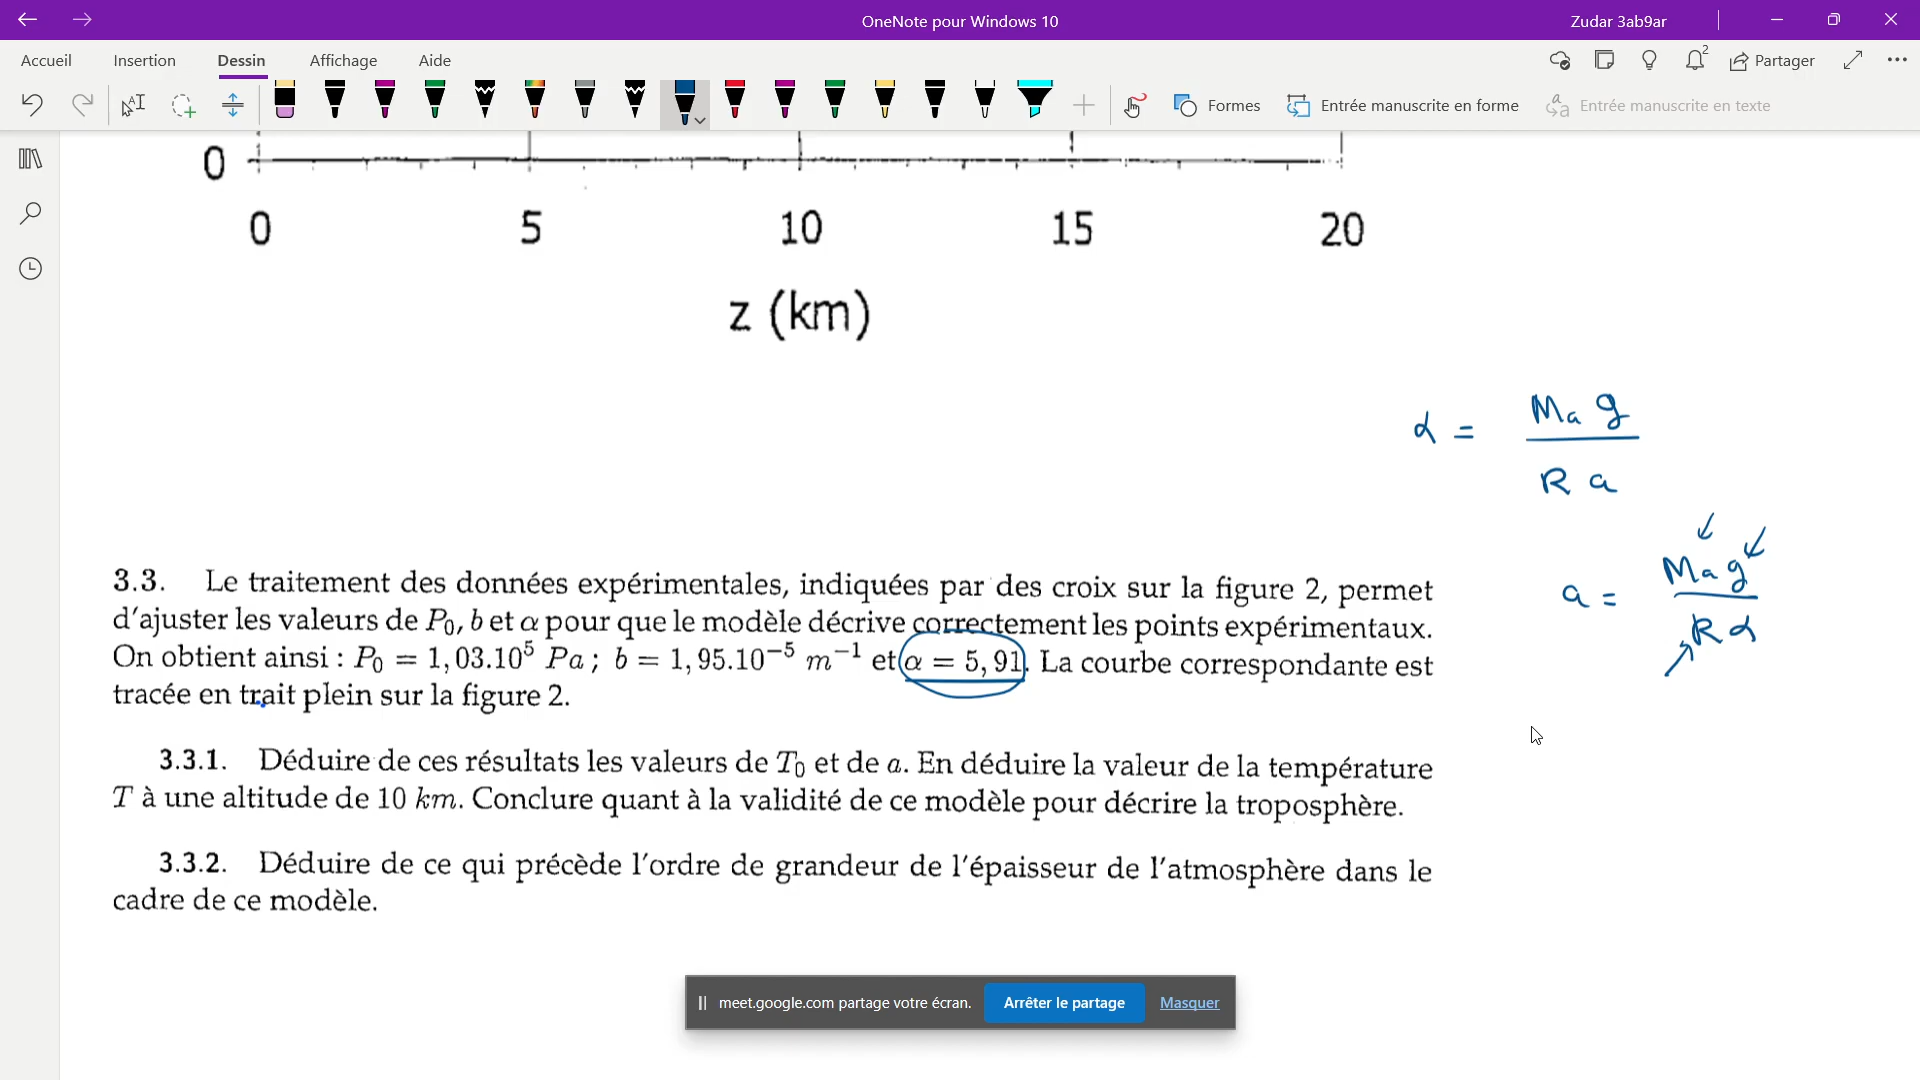 OneNote pour Windows 10
Zudar 3ab9ar
Accueil Insertion Dessin Affichage Aide
2 Partager
Formes Entrée manuscrite en forme Entrée manuscrite en texte
0
0 5 10 15 20
z (km)
α = Ma g / R a
a = Ma g / R α
3.3. Le traitement des données expérimentales, indiquées par des croix sur la figure 2, permet
d'ajuster les valeurs de P₀, b et α pour que le modèle décrive correctement les points expérimentaux.
On obtient ainsi : P₀ = 1,03.10⁵ Pa ; b = 1,95.10⁻⁵ m⁻¹ et α = 5,91. La courbe correspondante est
tracée en trait plein sur la figure 2.
3.3.1. Déduire de ces résultats les valeurs de T₀ et de a. En déduire la valeur de la température
T à une altitude de 10 km. Conclure quant à la validité de ce modèle pour décrire la troposphère.
3.3.2. Déduire de ce qui précède l'ordre de grandeur de l'épaisseur de l'atmosphère dans le
cadre de ce modèle.
meet.google.com partage votre écran. Arrêter le partage Masquer